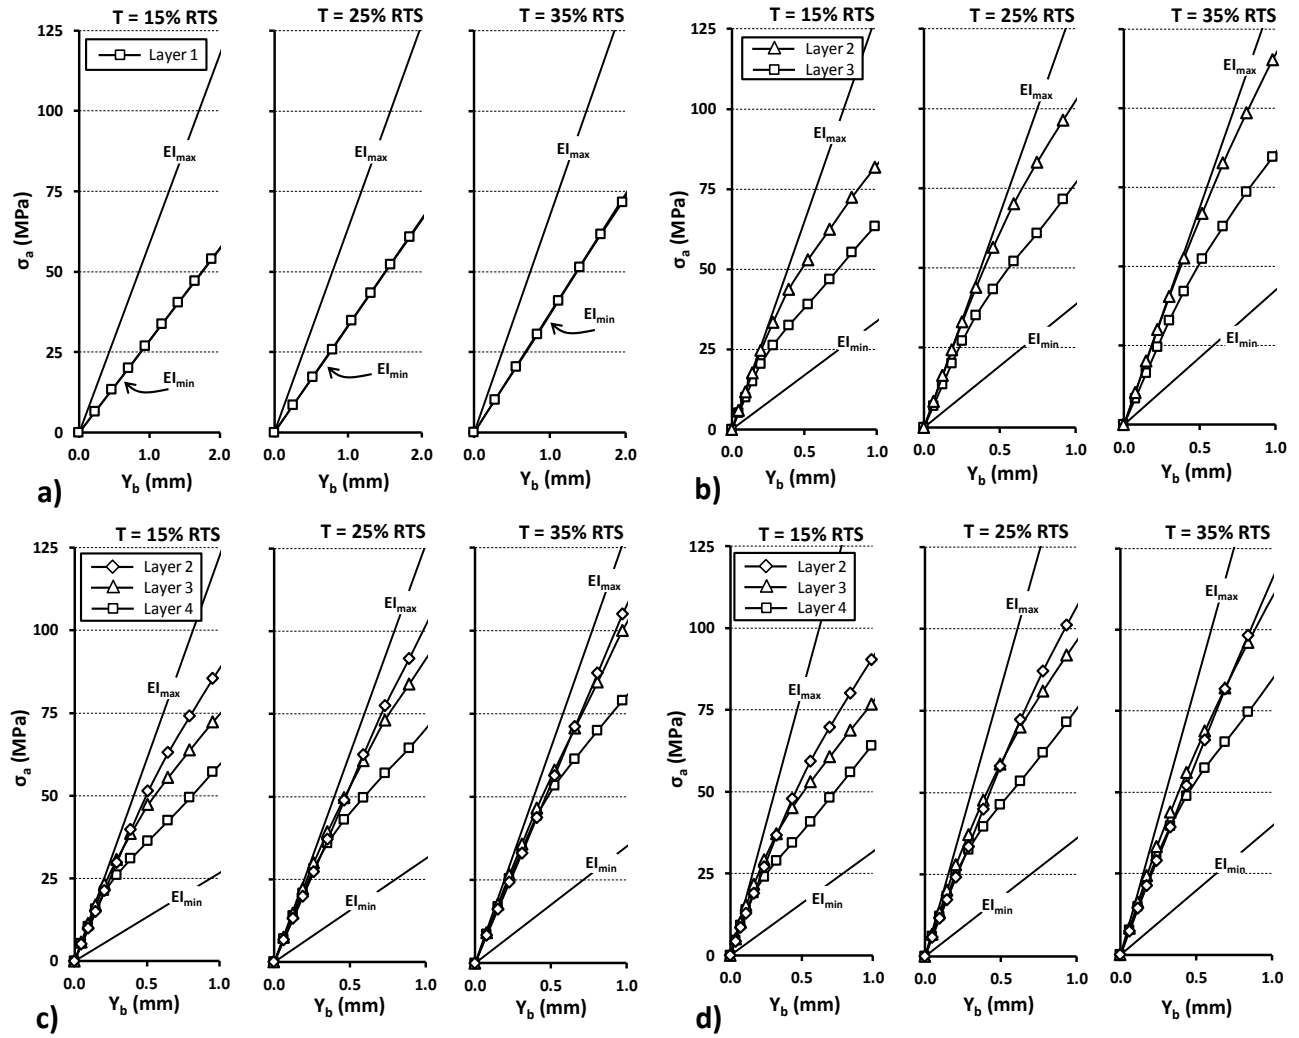 T = 15% RTS
T = 25% RTS
T = 35% RTS
125
100
75
50
25
0
σa (MPa)
Layer 1
EImax
EImin
EImax
EImin
EImax
EImin
0.0 1.0 2.0
0.0 1.0 2.0
0.0 1.0 2.0
Yb (mm)
Yb (mm)
Yb (mm)
a)
T = 15% RTS
T = 25% RTS
T = 35% RTS
125
100
75
50
25
0
σa (MPa)
Layer 2
Layer 3
EImax
EImin
EImax
EImin
EImax
EImin
0.0 0.5 1.0
0.0 0.5 1.0
0.0 0.5 1.0
Yb (mm)
Yb (mm)
Yb (mm)
b)
T = 15% RTS
T = 25% RTS
T = 35% RTS
125
100
75
50
25
0
σa (MPa)
Layer 2
Layer 3
Layer 4
EImax
EImin
EImax
EImin
EImax
EImin
0.0 0.5 1.0
0.0 0.5 1.0
0.0 0.5 1.0
Yb (mm)
Yb (mm)
Yb (mm)
c)
T = 15% RTS
T = 25% RTS
T = 35% RTS
125
100
75
50
25
0
σa (MPa)
Layer 2
Layer 3
Layer 4
EImax
EImin
EImax
EImin
EImax
EImin
0.0 0.5 1.0
0.0 0.5 1.0
0.0 0.5 1.0
Yb (mm)
Yb (mm)
Yb (mm)
d)